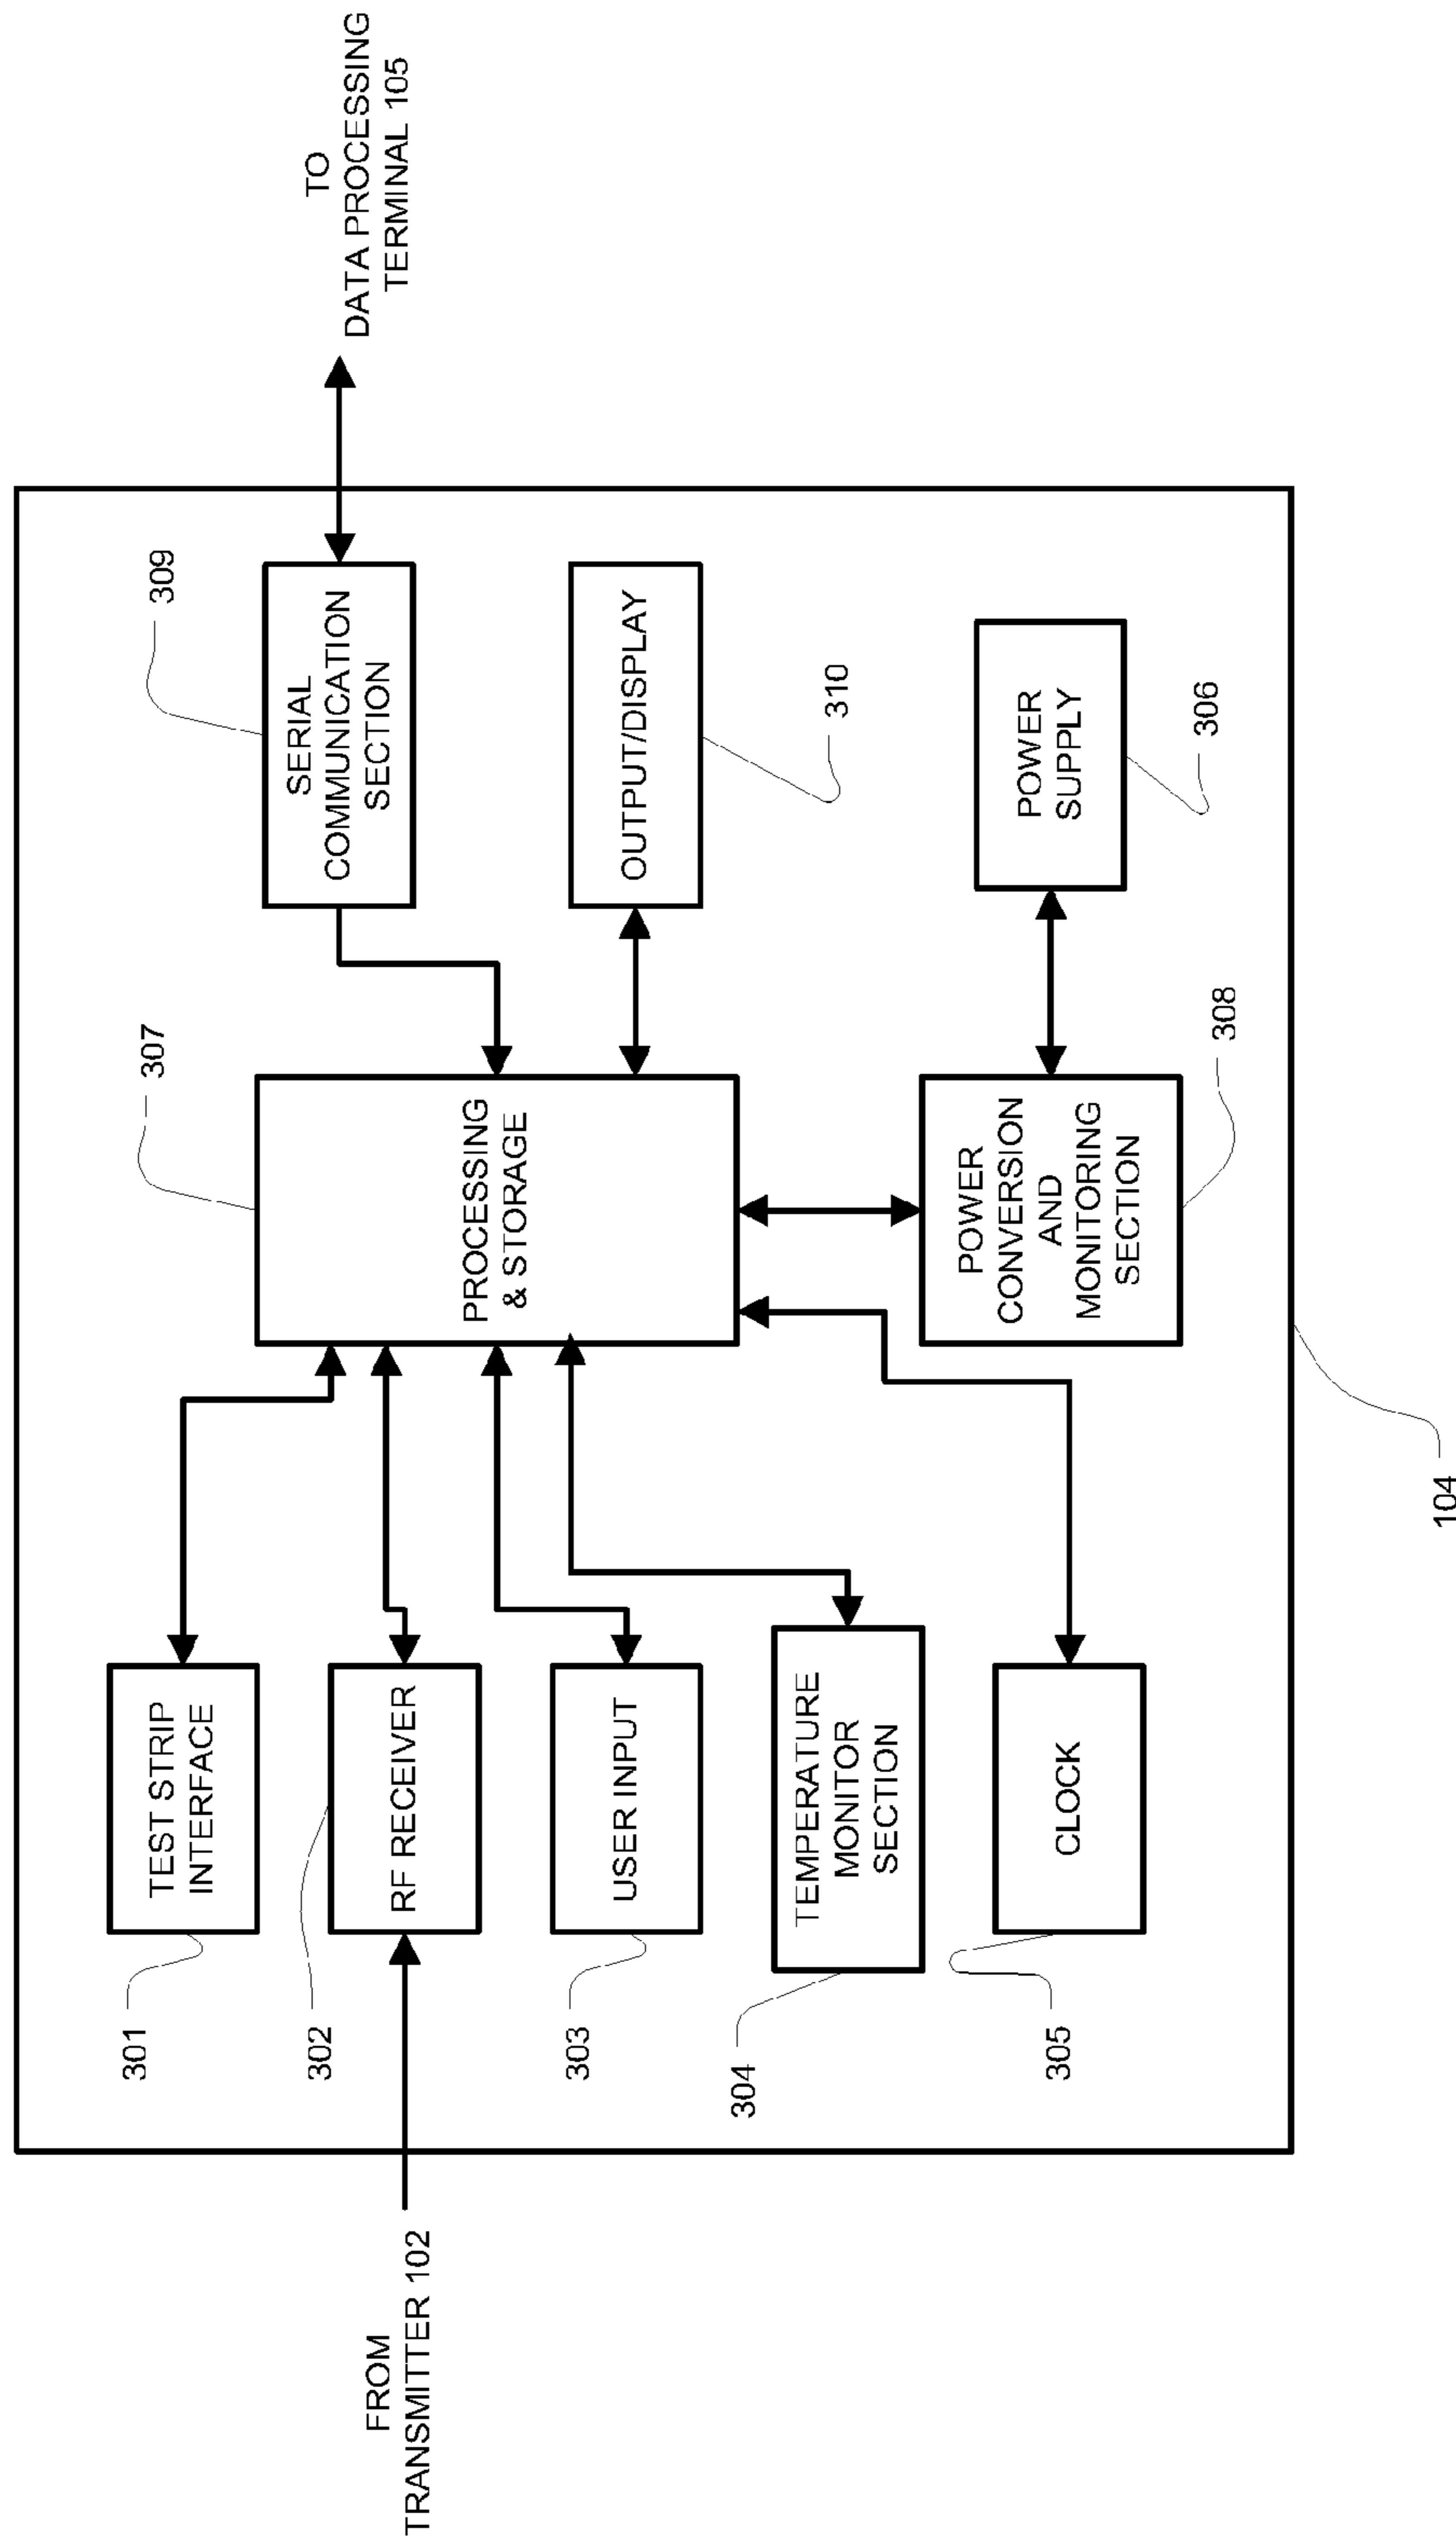 FROM
TRANSMITTER 102
301
TEST STRIP
INTERFACE
302
RF RECEIVER
303
USER INPUT
304
TEMPERATURE
MONITOR
SECTION
305
CLOCK
307
PROCESSING
& STORAGE
308
POWER
CONVERSION
AND
MONITORING
SECTION
309
SERIAL
COMMUNICATION
SECTION
OUTPUT/DISPLAY
310
POWER
SUPPLY
306
TO
DATA PROCESSING
TERMINAL 105
104